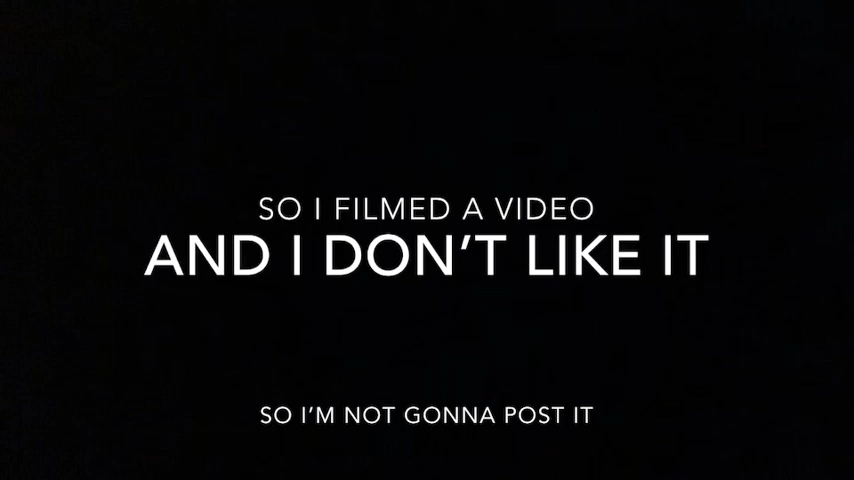 SO I FILMED A VIDEO
AND I DON'T LIKE IT
SO I'M NOT GONNA POST IT